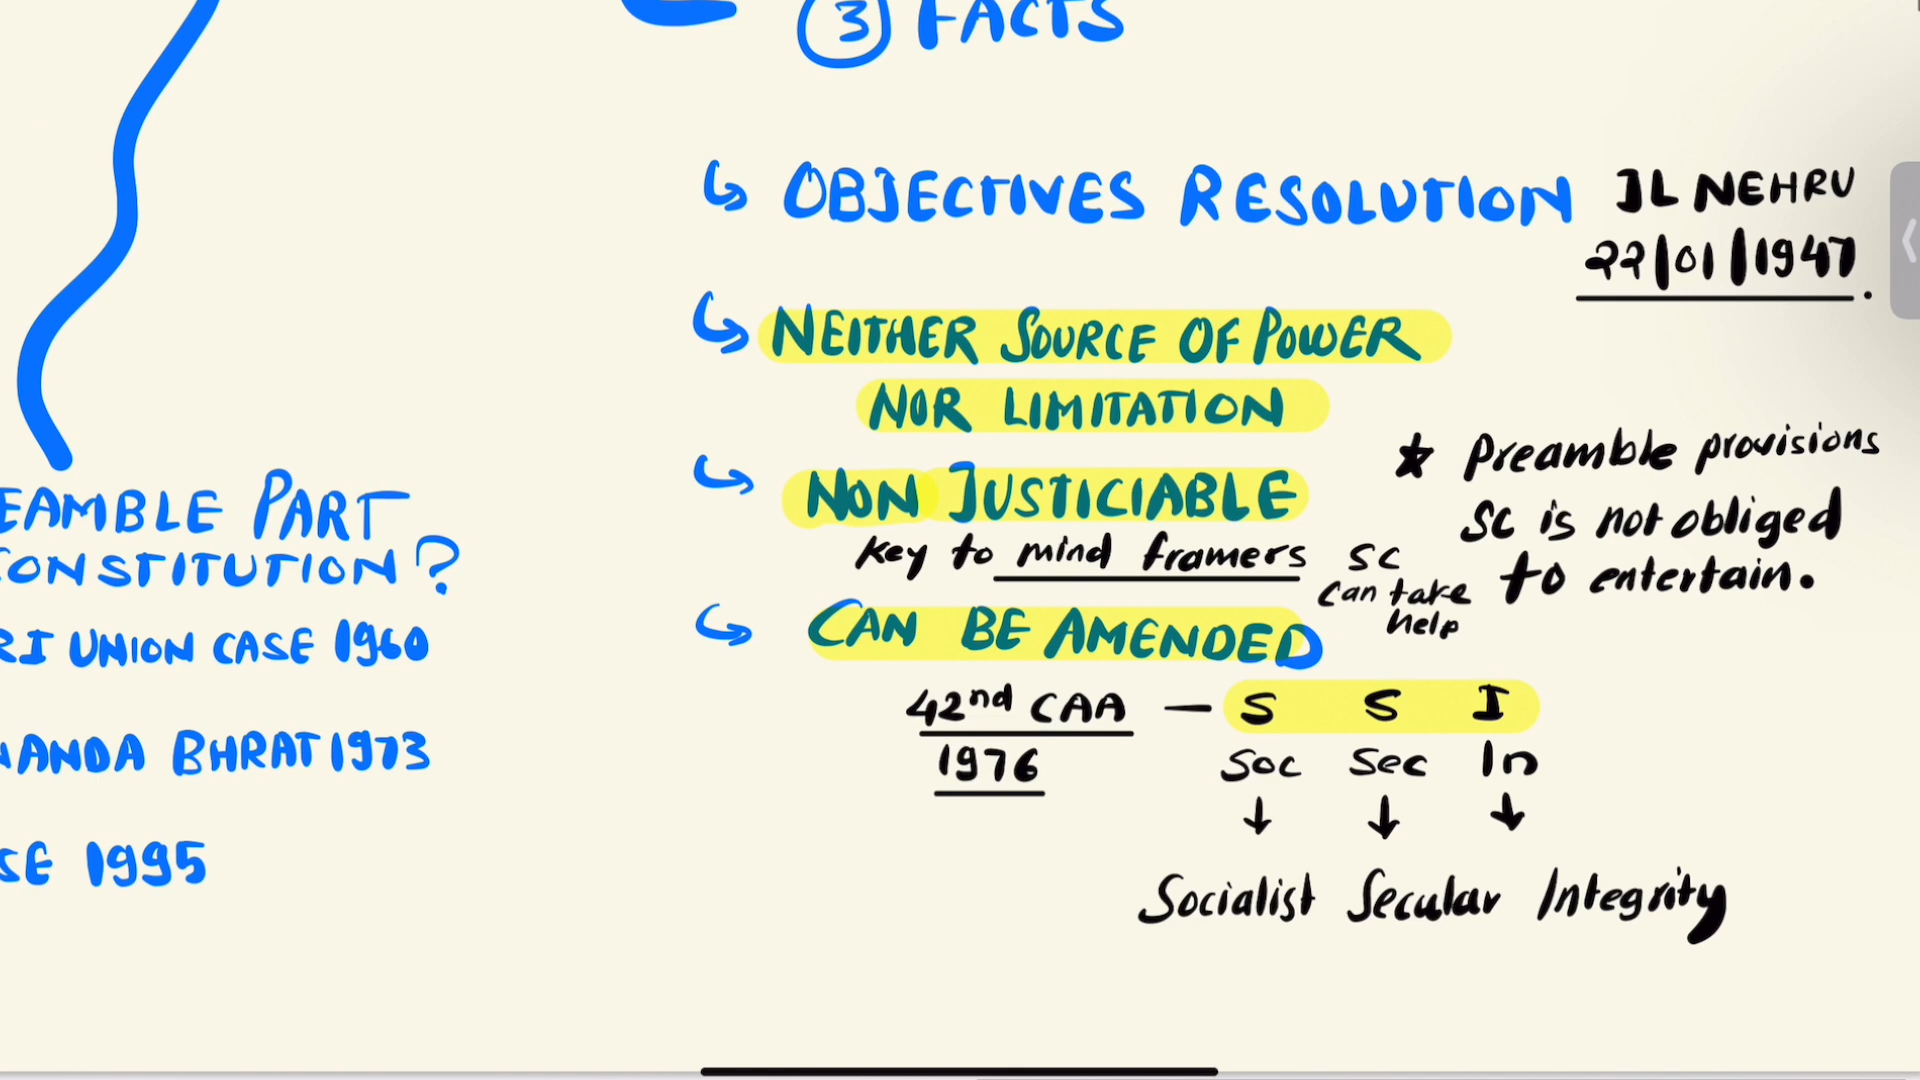 3 FACTS
OBJECTIVES RESOLUTION
JL NEHRU
22/01/1947.
NEITHER SOURCE OF POWER
NOR LIMITATION
NON JUSTICIABLE
key to mind framers
SC
can take
help
* Preamble provisions
SC is not obliged
to entertain.
CAN BE AMENDED
42nd CAA — S S I
1976
Soc Sec In
Socialist Secular Integrity
EAMBLE PART
CONSTITUTION?
RI UNION CASE 1960
NANDA BHRAT 1973
SE 1995